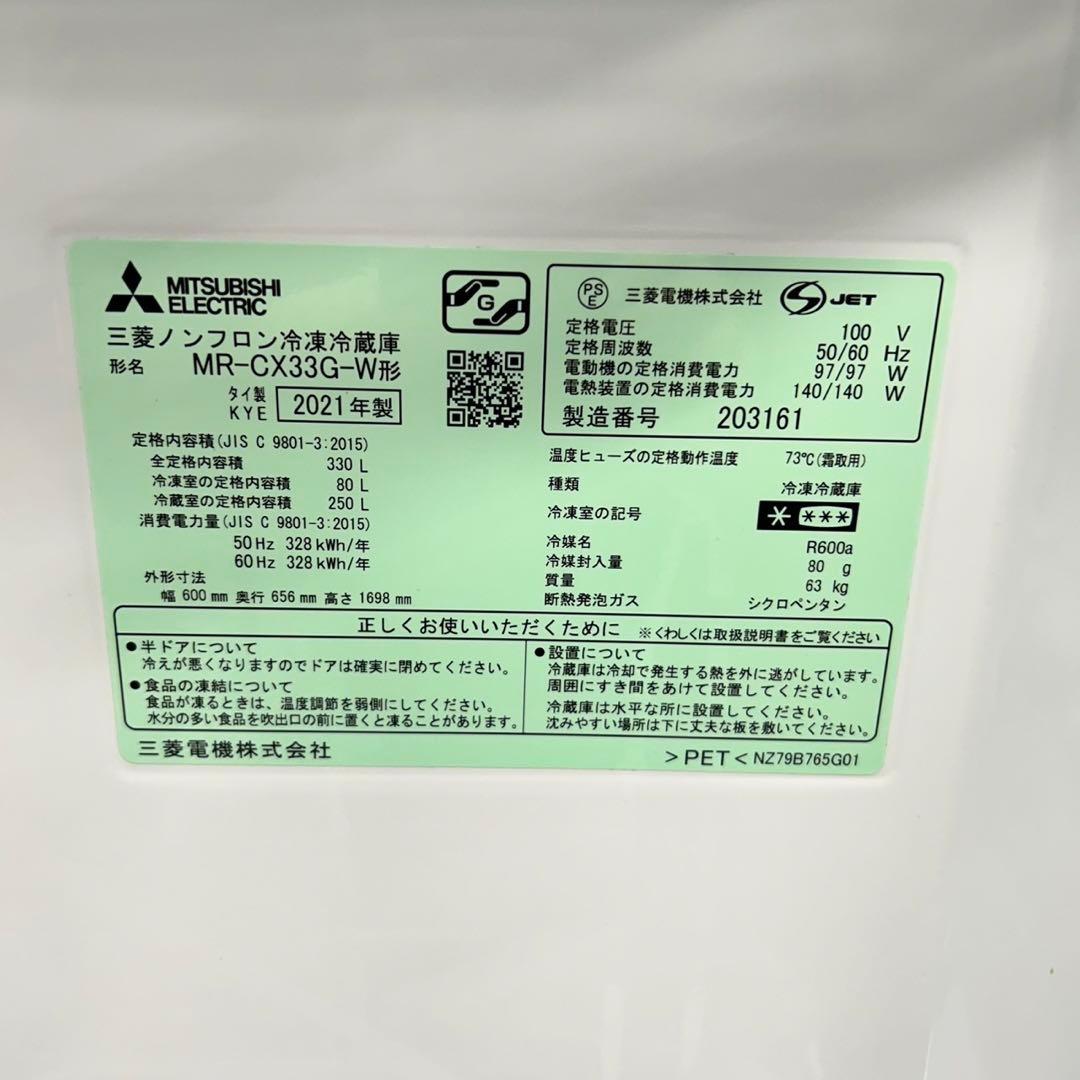 MITSUBISHI
ELECTRIC
三菱ノンフロン冷凍冷蔵庫
形名 MR-CX33G-W形
タイ製
KYE 2021年製
G
定格内容積(JIS C 9801-3:2015)
全定格内容積 330 L
冷凍室の定格内容積 80 L
冷蔵室の定格内容積 250 L
消費電力量(JIS C 9801-3:2015)
50Hz 328kWh/年
60Hz 328kWh/年
外形寸法
幅 600mm 奥行 656mm 高さ 1698mm
PSE 三菱電機株式会社 JET
定格電圧 100 V
定格周波数 50/60 Hz
電動機の定格消費電力 97/97 W
電熱装置の定格消費電力 140/140 W
製造番号 203161
温度ヒューズの定格動作温度 73℃(霜取用)
種類 冷凍冷蔵庫
冷凍室の記号 * ***
冷媒名 R600a
冷媒封入量 80 g
質量 63 kg
断熱発泡ガス シクロペンタン
正しくお使いいただくために ※くわしくは取扱説明書をご覧ください
●半ドアについて
冷えが悪くなりますのでドアは確実に閉めてください。
●食品の凍結について
食品が凍るときは、温度調節を弱側にしてください。
水分の多い食品を吹出口の前に置くと凍ることがあります。
●設置について
冷蔵庫は冷却で発生する熱を外に逃がしています。
周囲にすき間をあけて設置してください。
冷蔵庫は水平な所に設置してください。
沈みやすい場所は下に丈夫な板を敷いてください。
三菱電機株式会社
>PET< NZ79B765G01